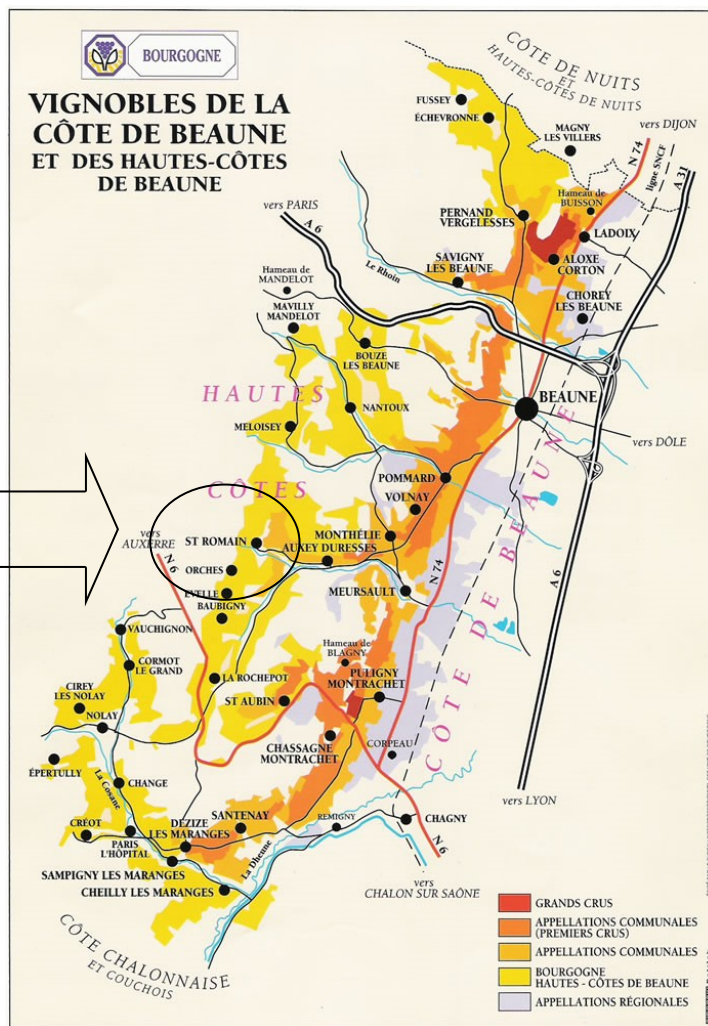 BOURGOGNE
VIGNOBLES DE LA
CÔTE DE BEAUNE
ET DES HAUTES-CÔTES
DE BEAUNE
CÔTE DE NUITS
ET
HAUTES-CÔTES DE NUITS
FUSSEY
ÉCHEVRONNE
MAGNY
LES VILLERS
vers DIJON
N 74
ligne SNCF
A 31
Hameau de
BUISSON
vers PARIS
A 6
PERNAND
VERGELESSES
LADOIX
SAVIGNY
LES BEAUNE
ALOXE
CORTON
Le Rhoin
Hameau de
MANDELOT
CHOREY
LES BEAUNE
MAVILLY
MANDELOT
BOUZE
LES BEAUNE
BEAUNE
HAUTES
NANTOUX
MELOISEY
vers DÔLE
POMMARD
CÔTES
VOLNAY
vers
AUXERRE
N 6
ST ROMAIN
MONTHÉLIE
AUXEY DURESSES
ORCHES
N 74
A 6
EVELLE
MEURSAULT
BAUBIGNY
CÔTE DE BEAUNE
VAUCHIGNON
Hameau de
BLAGNY
CORMOT
LE GRAND
LA ROCHEPOT
PULIGNY
MONTRACHET
CIREY
LES NOLAY
ST AUBIN
NOLAY
CHASSAGNE
MONTRACHET
CORPEAU
ÉPERTULLY
La Cosane
CHANGE
vers LYON
DEZIZE
LES MARANGES
SANTENAY
REMIGNY
CHAGNY
CRÉOT
PARIS
L'HÔPITAL
La Dheune
N 6
SAMPIGNY LES MARANGES
CHEILLY LES MARANGES
vers
CHALON SUR SAÔNE
CÔTE CHALONNAISE
ET COUCHOIS
GRANDS CRUS
APPELLATIONS COMMUNALES
(PREMIERS CRUS)
APPELLATIONS COMMUNALES
BOURGOGNE
HAUTES - CÔTES DE BEAUNE
APPELLATIONS RÉGIONALES